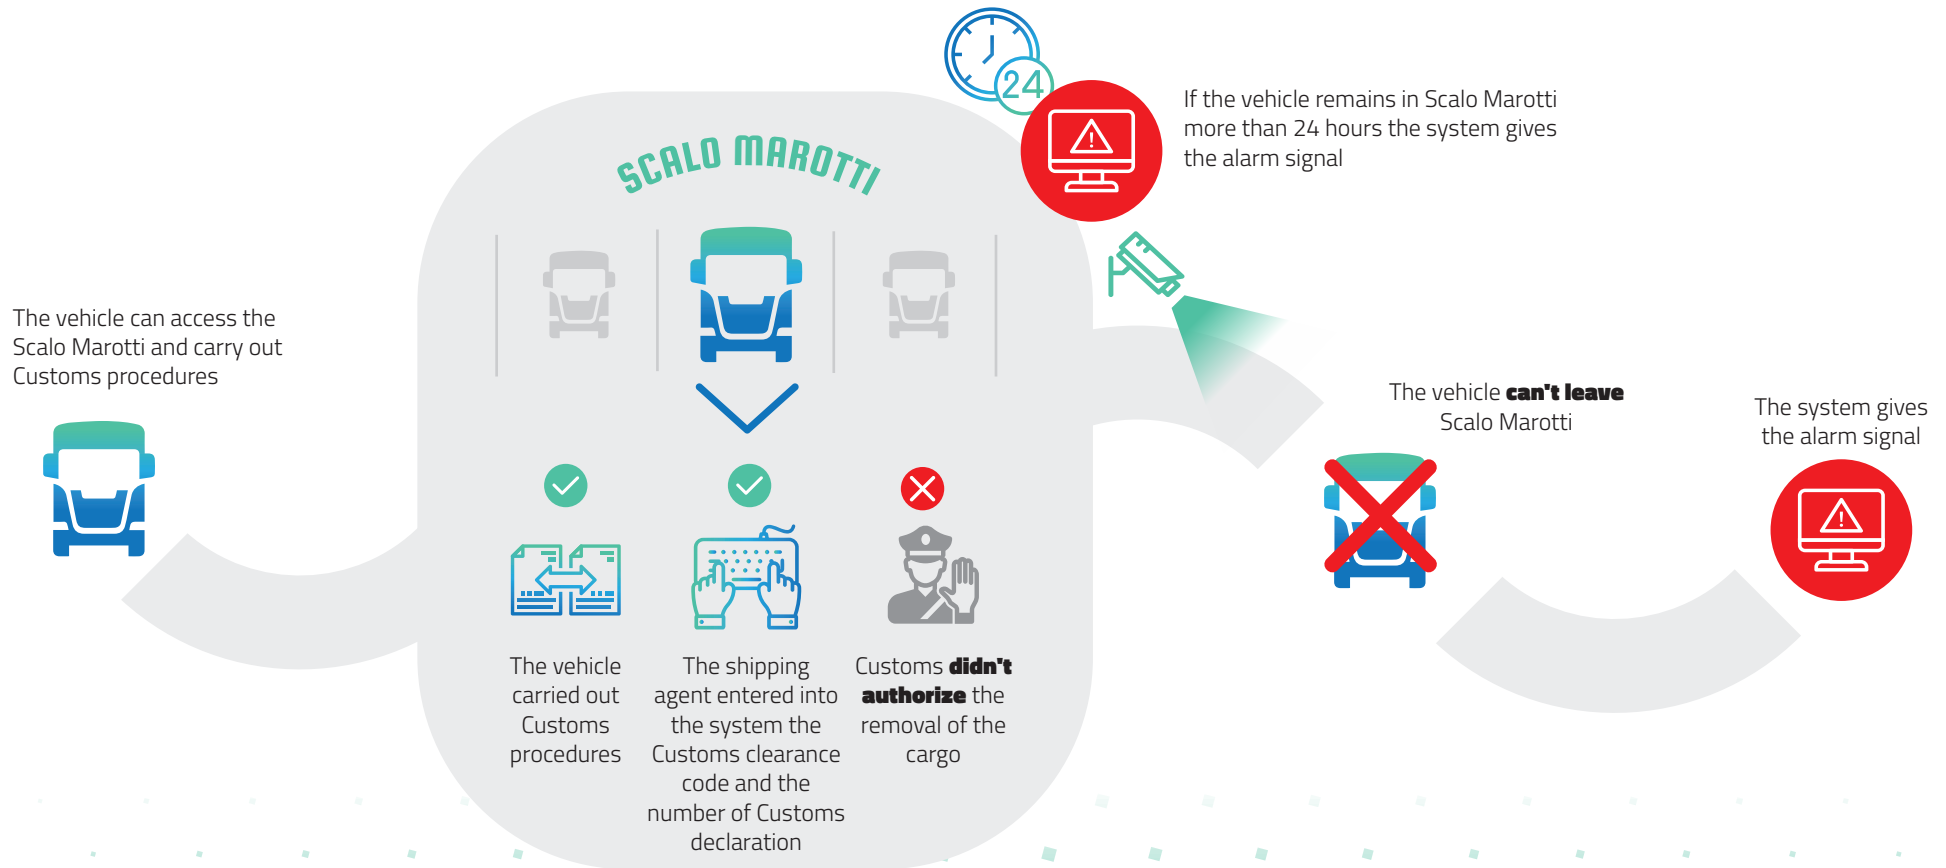 24
If the vehicle remains in Scalo Marotti
more than 24 hours the system gives
the alarm signal
SCALO MAROTTI
The vehicle can access the
Scalo Marotti and carry out
Customs procedures
The vehicle can't leave
Scalo Marotti
The system gives
the alarm signal
The vehicle
carried out
Customs
procedures
The shipping
agent entered into
the system the
Customs clearance
code and the
number of Customs
declaration
Customs didn't
authorize the
removal of the
cargo